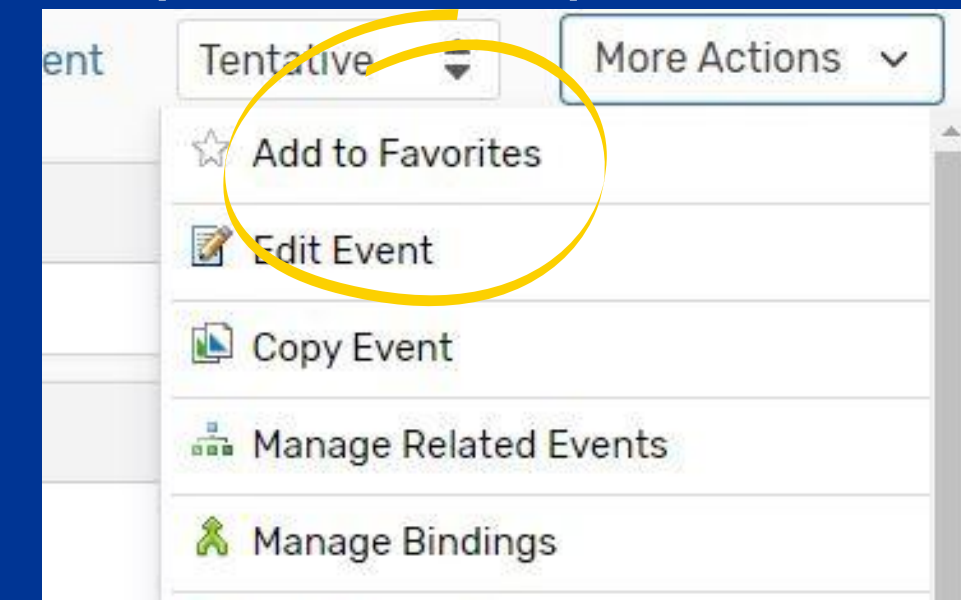 ent Tentative More Actions
Add to Favorites
Edit Event
Copy Event
Manage Related Events
Manage Bindings